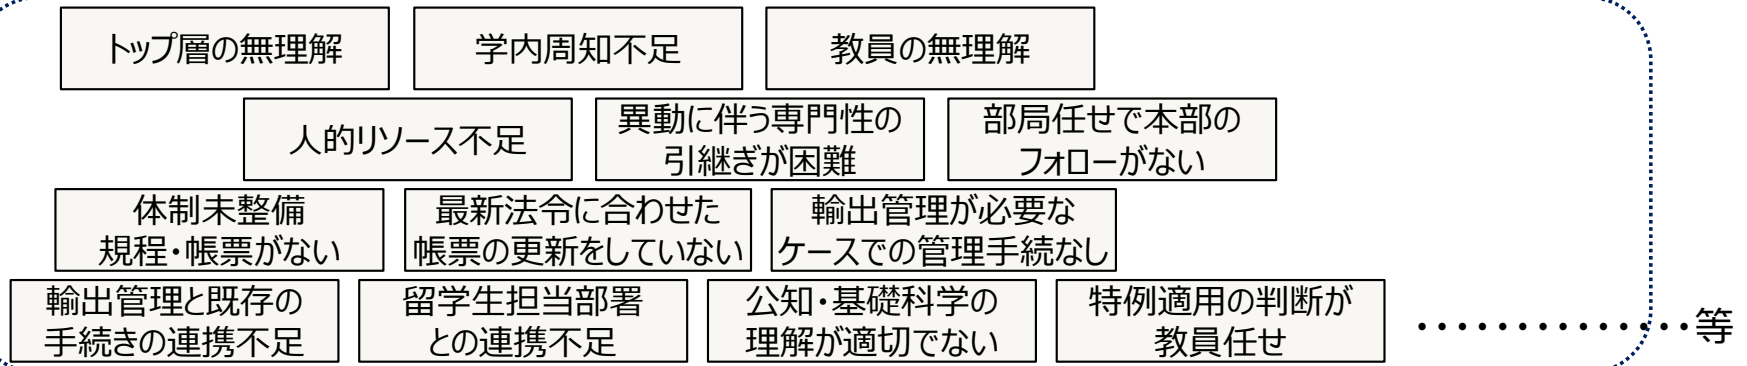 トップ層の無理解
学内周知不足
教員の無理解
人的リソース不足
異動に伴う専門性の
引継ぎが困難
部局任せで本部の
フォローがない
体制未整備
規程・帳票がない
最新法令に合わせた
帳票の更新をしていない
輸出管理が必要な
ケースでの管理手続なし
輸出管理と既存の
手続きの連携不足
留学生担当部署
との連携不足
公知・基礎科学の
理解が適切でない
特例適用の判断が
教員任せ
・・・・・・・・・・・・・・等